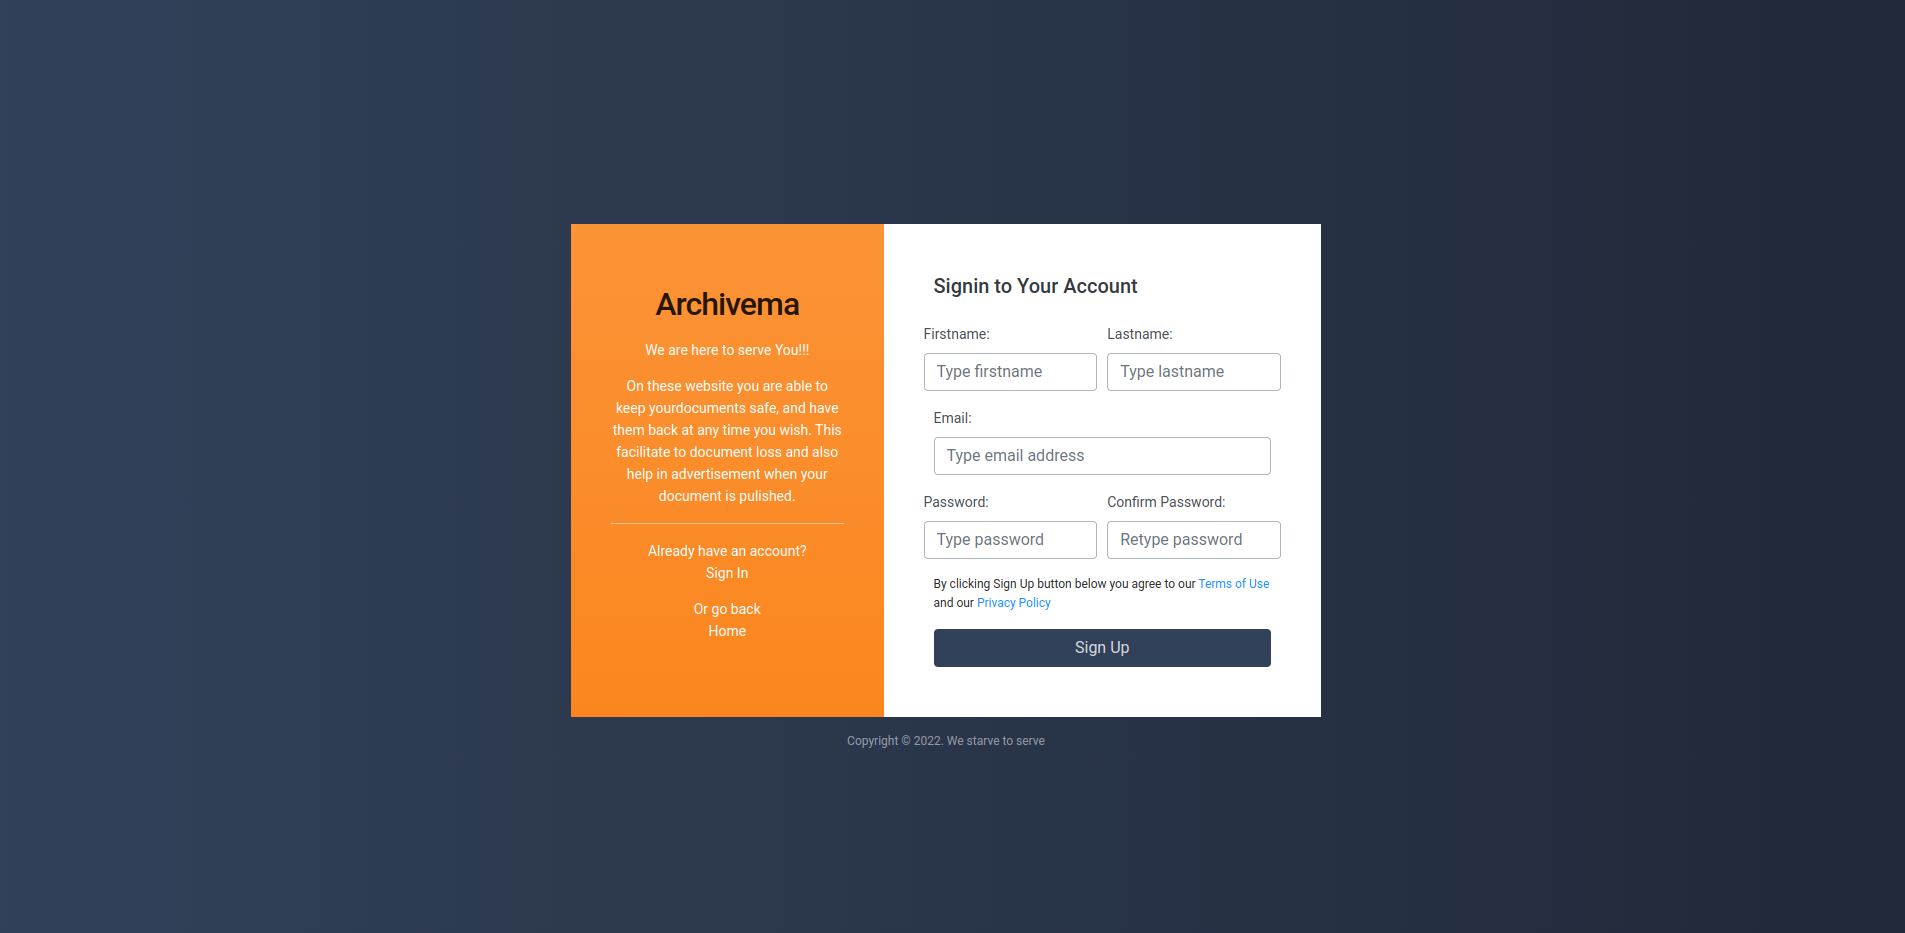 Archivema
We are here to serve You!!!
On these website you are able to
keep yourdocuments safe, and have
them back at any time you wish. This
facilitate to document loss and also
help in advertisement when your
document is pulished.
Already have an account?
Sign In
Or go back
Home
Signin to Your Account
Firstname: Lastname:
Type firstname Type lastname
Email:
Type email address
Password: Confirm Password:
Type password Retype password
By clicking Sign Up button below you agree to our Terms of Use
and our Privacy Policy
Sign Up
Copyright © 2022. We starve to serve